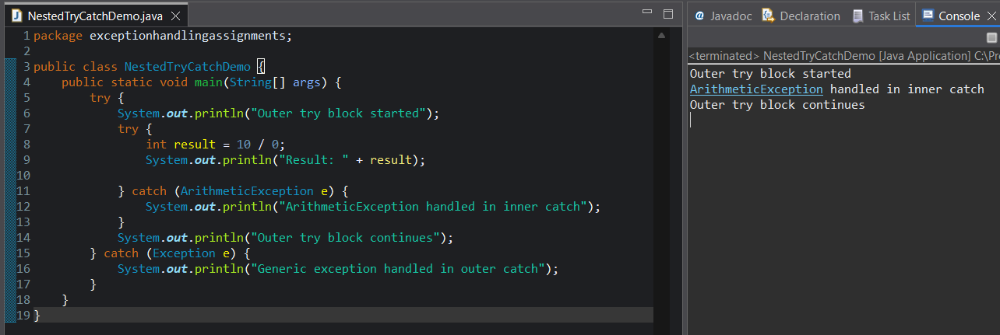 NestedTryCatchDemo.java
1 package exceptionhandlingassignments;
2
3 public class NestedTryCatchDemo {
4     public static void main(String[] args) {
5         try {
6             System.out.println("Outer try block started");
7             try {
8                 int result = 10 / 0;
9                 System.out.println("Result: " + result);
10
11             } catch (ArithmeticException e) {
12                 System.out.println("ArithmeticException handled in inner catch");
13             }
14             System.out.println("Outer try block continues");
15         } catch (Exception e) {
16             System.out.println("Generic exception handled in outer catch");
17         }
18     }
19 }
@ Javadoc Declaration Task List Console
<terminated> NestedTryCatchDemo [Java Application] C:\Pr
Outer try block started
ArithmeticException handled in inner catch
Outer try block continues